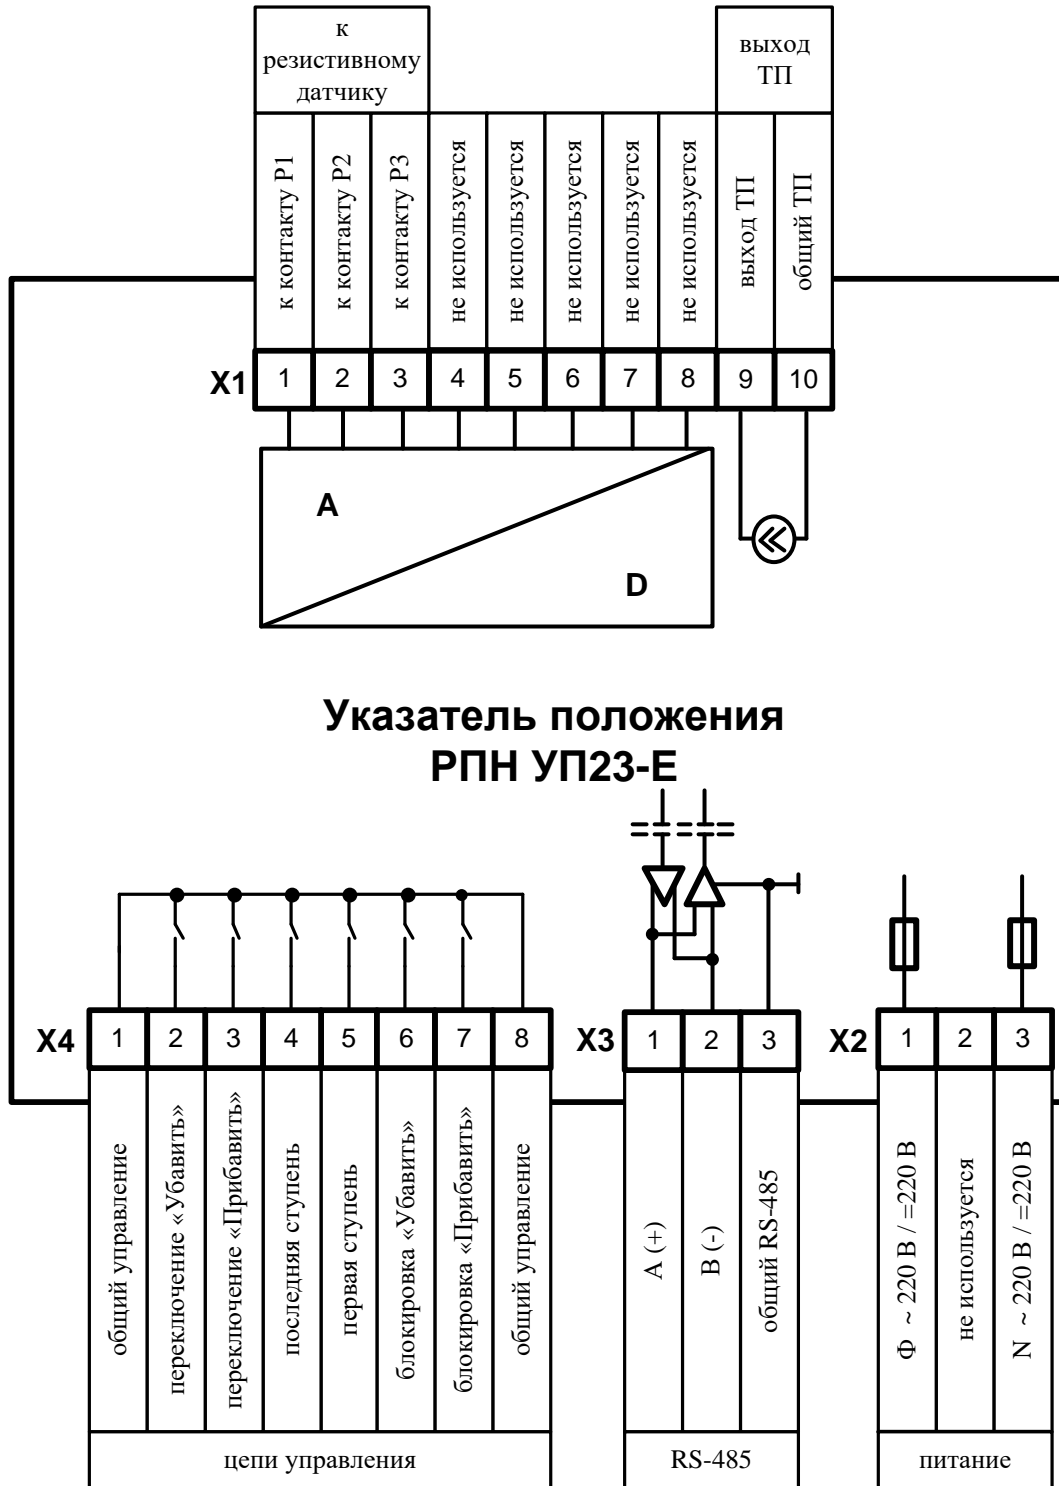 к
резистивному
датчику
выход
ТП
к контакту Р1
к контакту Р2
к контакту Р3
не используется
не используется
не используется
не используется
не используется
выход ТП
общий ТП
X1
1
2
3
4
5
6
7
8
9
10
A
D
Указатель положения
РПН УП23-Е
X4
1
2
3
4
5
6
7
8
X3
1
2
3
X2
1
2
3
общий управление
переключение «Убавить»
переключение «Прибавить»
последняя ступень
первая ступень
блокировка «Убавить»
блокировка «Прибавить»
общий управление
A (+)
B (-)
общий RS-485
Ф ~ 220 В / =220 В
не используется
N ~ 220 В / =220 В
цепи управления
RS-485
питание